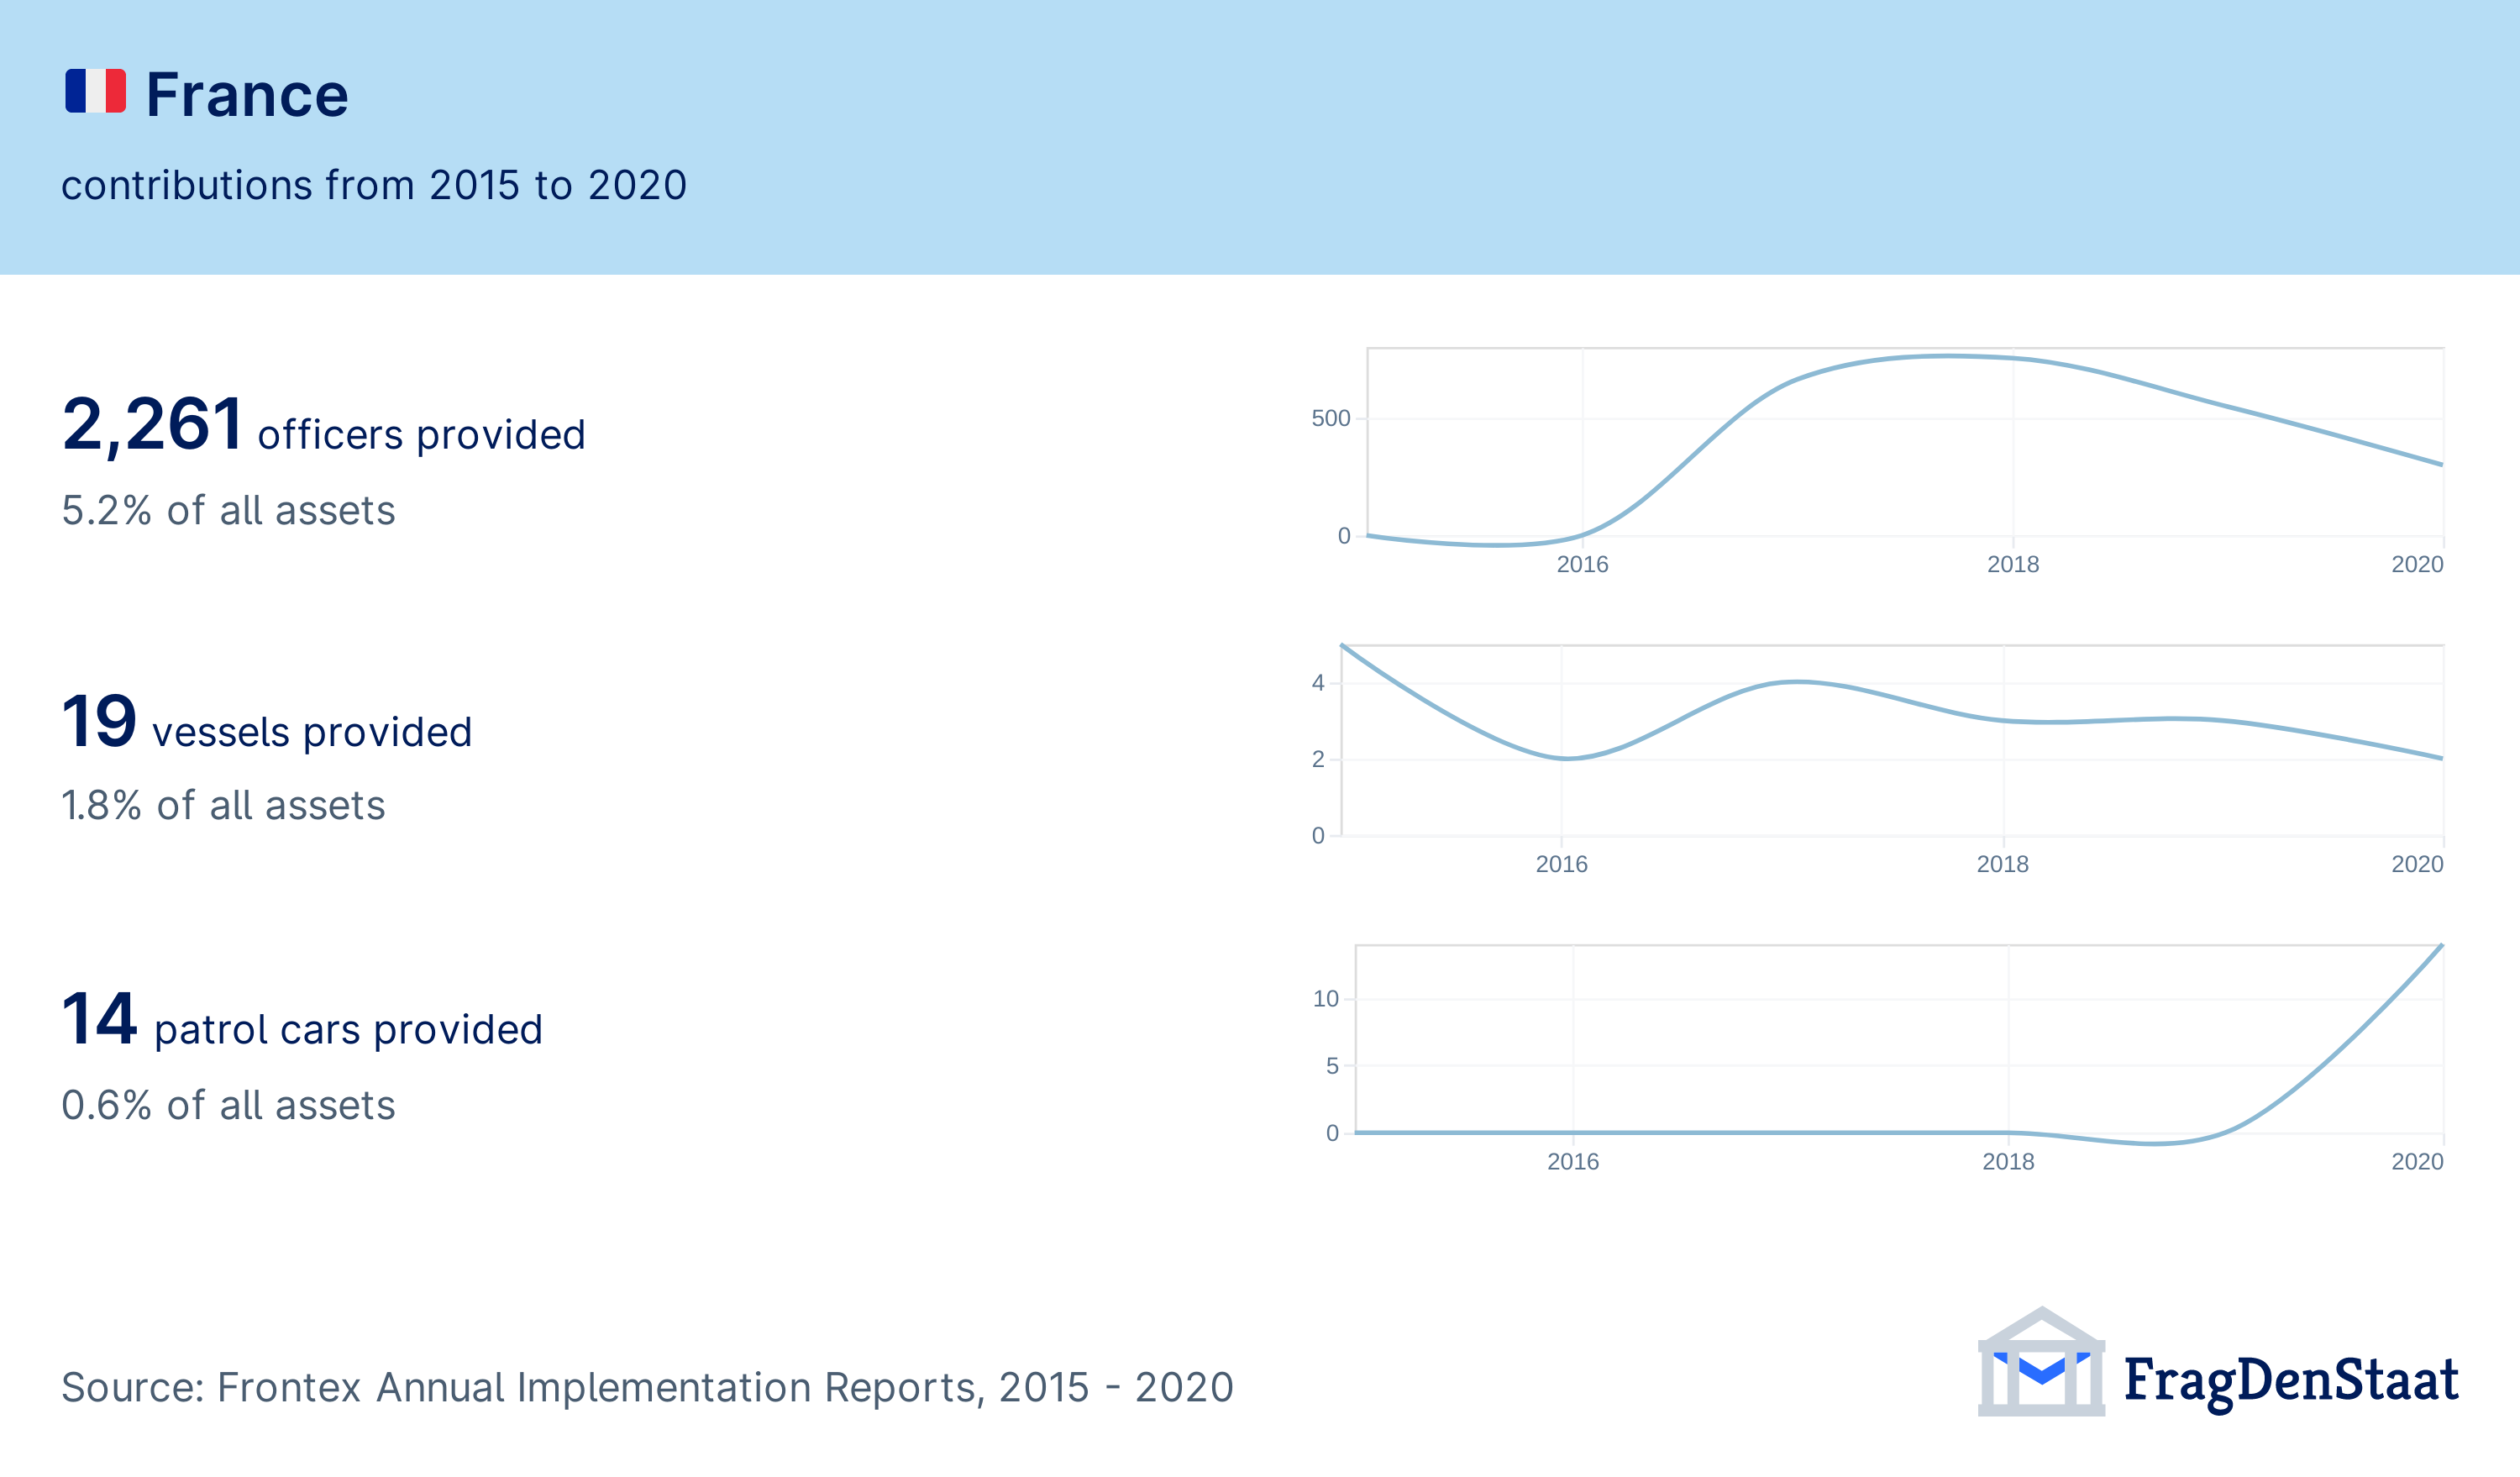 France
contributions from 2015 to 2020
2,261 officers provided
5.2% of all assets
500
0
2016 2018 2020
19 vessels provided
1.8% of all assets
4
2
0
2016 2018 2020
14 patrol cars provided
0.6% of all assets
10
5
0
2016 2018 2020
Source: Frontex Annual Implementation Reports, 2015 - 2020
FragDenStaat